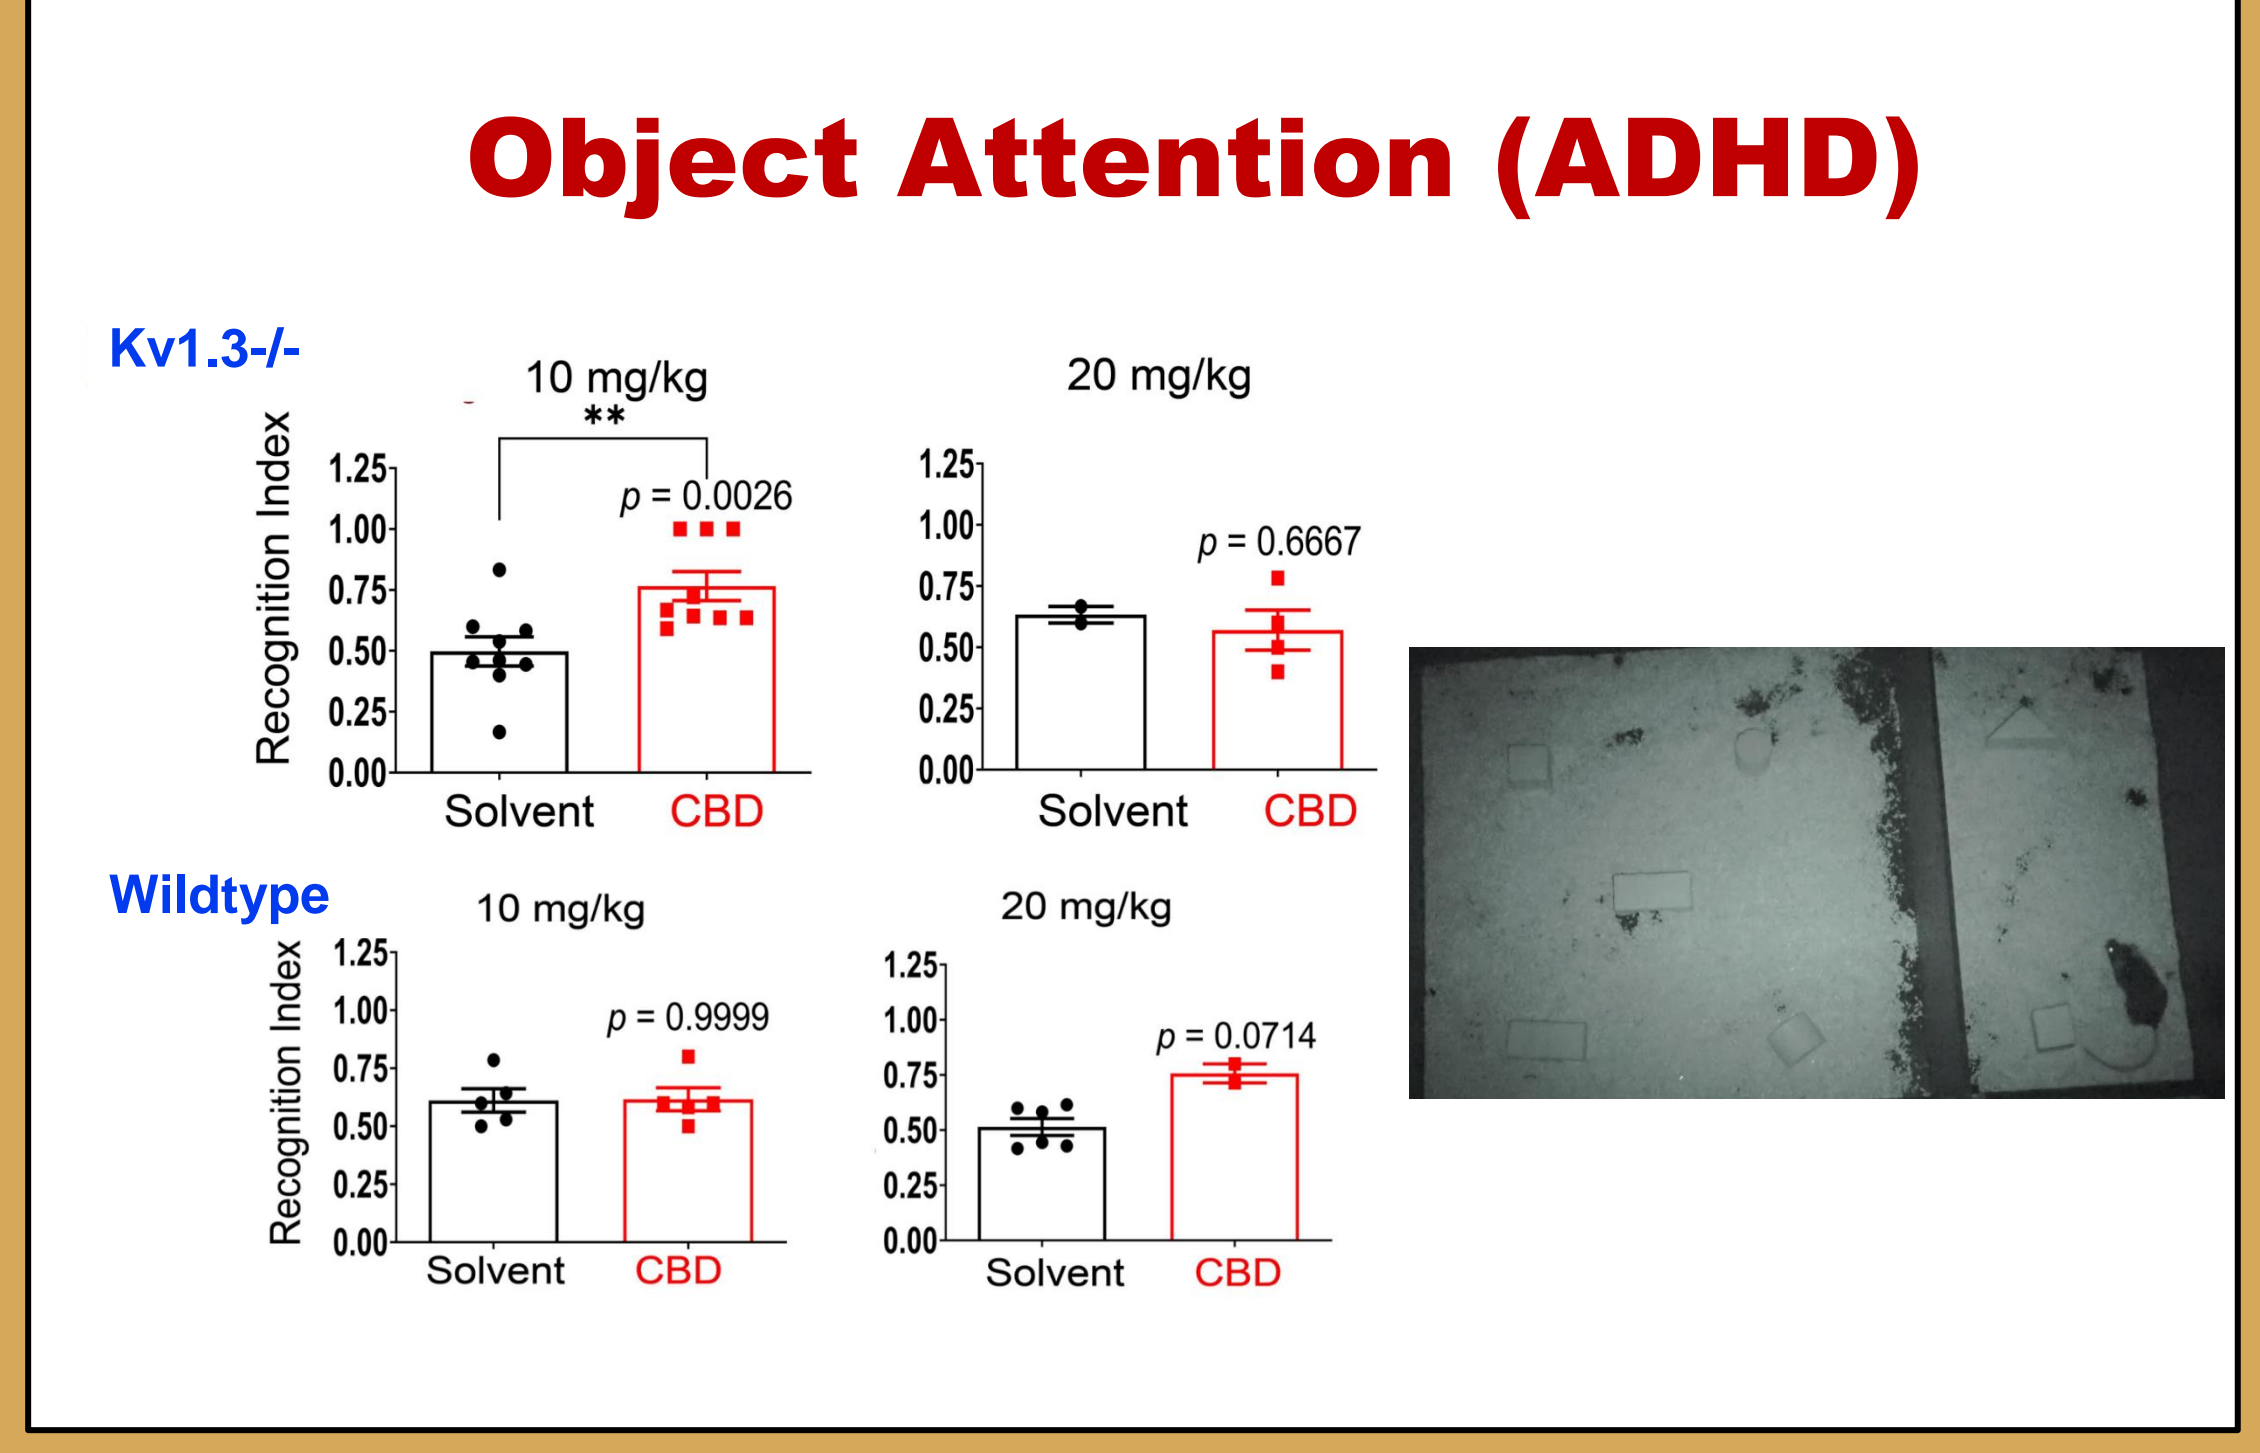 Object Attention (ADHD)
Kv1.3-/-
10 mg/kg
20 mg/kg
**
Recognition Index
1.25
1.00
0.75
0.50
0.25
0.00
p = 0.0026
Solvent CBD
1.25
1.00
0.75
0.50
0.25
0.00
p = 0.6667
Solvent CBD
Wildtype
10 mg/kg
20 mg/kg
Recognition Index
1.25
1.00
0.75
0.50
0.25
0.00
p = 0.9999
Solvent CBD
1.25
1.00
0.75
0.50
0.25
0.00
p = 0.0714
Solvent CBD